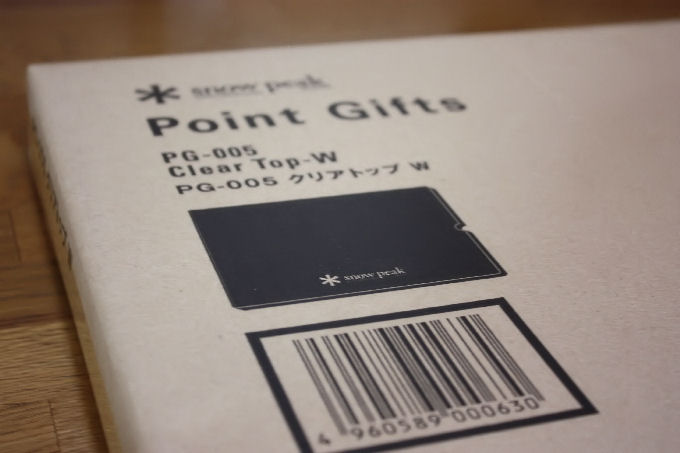 snow peak
Point Gifts
PG-005
Clear Top-W
PG-005 クリアトップ W
snow peak
4 960589 000630